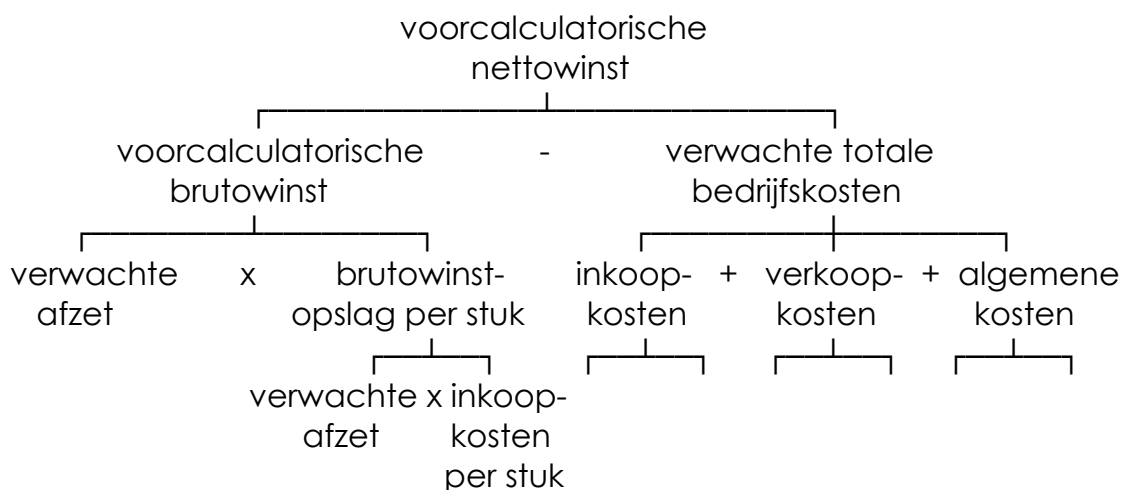 voorcalculatorische
nettowinst
voorcalculatorische - verwachte totale
brutowinst bedrijfskosten
verwachte x brutowinst- inkoop- + verkoop- + algemene
afzet opslag per stuk kosten kosten kosten
verwachte x inkoop-
afzet kosten
per stuk